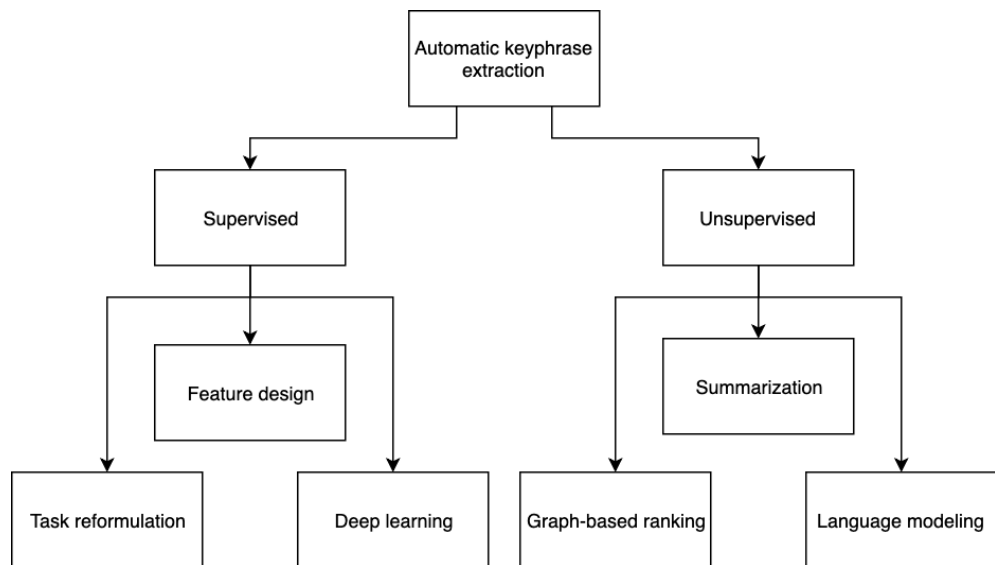 Automatic keyphrase
extraction
Supervised
Unsupervised
Feature design
Summarization
Task reformulation
Deep learning
Graph-based ranking
Language modeling